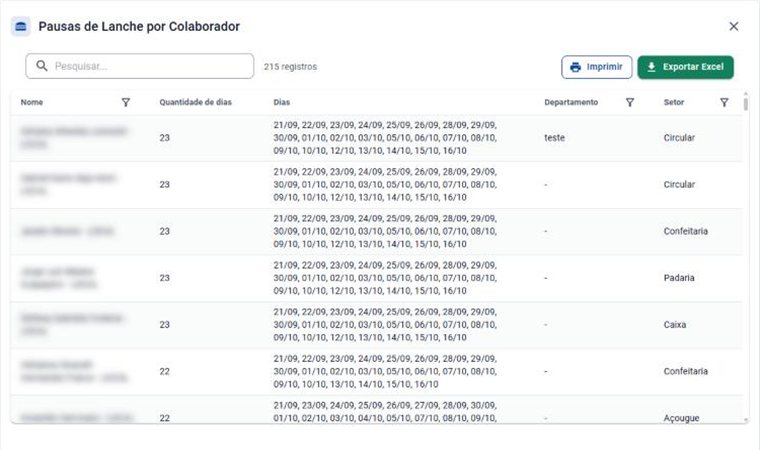 Pausas de Lanche por Colaborador
Pesquisar...
215 registros
Imprimir
Exportar Excel
Nome
Quantidade de dias
Dias
Departamento
Setor
23
21/09, 22/09, 23/09, 24/09, 25/09, 26/09, 28/09, 29/09,
30/09, 01/10, 02/10, 03/10, 05/10, 06/10, 07/10, 08/10,
09/10, 10/10, 12/10, 13/10, 14/10, 15/10, 16/10
teste
Circular
23
21/09, 22/09, 23/09, 24/09, 25/09, 26/09, 28/09, 29/09,
30/09, 01/10, 02/10, 03/10, 05/10, 06/10, 07/10, 08/10,
09/10, 10/10, 12/10, 13/10, 14/10, 15/10, 16/10
-
Circular
23
21/09, 22/09, 23/09, 24/09, 25/09, 26/09, 28/09, 29/09,
30/09, 01/10, 02/10, 03/10, 05/10, 06/10, 07/10, 08/10,
09/10, 10/10, 12/10, 13/10, 14/10, 15/10, 16/10
-
Confeitaria
23
21/09, 22/09, 23/09, 24/09, 25/09, 26/09, 28/09, 29/09,
30/09, 01/10, 02/10, 03/10, 05/10, 06/10, 07/10, 08/10,
09/10, 10/10, 12/10, 13/10, 14/10, 15/10, 16/10
-
Padaria
23
21/09, 22/09, 23/09, 24/09, 25/09, 26/09, 28/09, 29/09,
30/09, 01/10, 02/10, 03/10, 05/10, 06/10, 07/10, 08/10,
09/10, 10/10, 12/10, 13/10, 14/10, 15/10, 16/10
-
Caixa
22
21/09, 22/09, 23/09, 24/09, 25/09, 26/09, 28/09, 29/09,
30/09, 01/10, 02/10, 03/10, 05/10, 06/10, 07/10, 08/10,
09/10, 10/10, 12/10, 13/10, 14/10, 15/10, 16/10
-
Confeitaria
22
21/09, 23/09, 24/09, 25/09, 26/09, 27/09, 28/09, 30/09,
01/10, 02/10, 03/10, 04/10, 05/10, 07/10, 08/10, 09/10,
-
Açougue